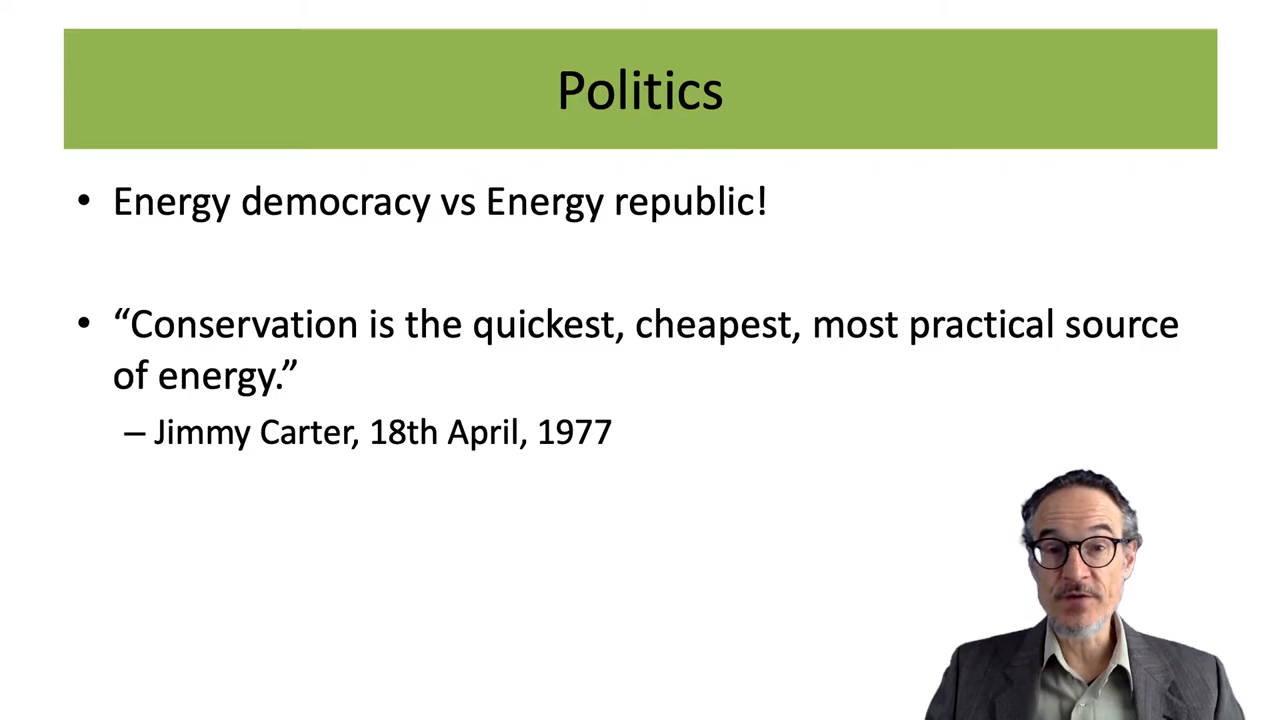 Politics
• Energy democracy vs Energy republic!
• “Conservation is the quickest, cheapest, most practical source
of energy.”
– Jimmy Carter, 18th April, 1977